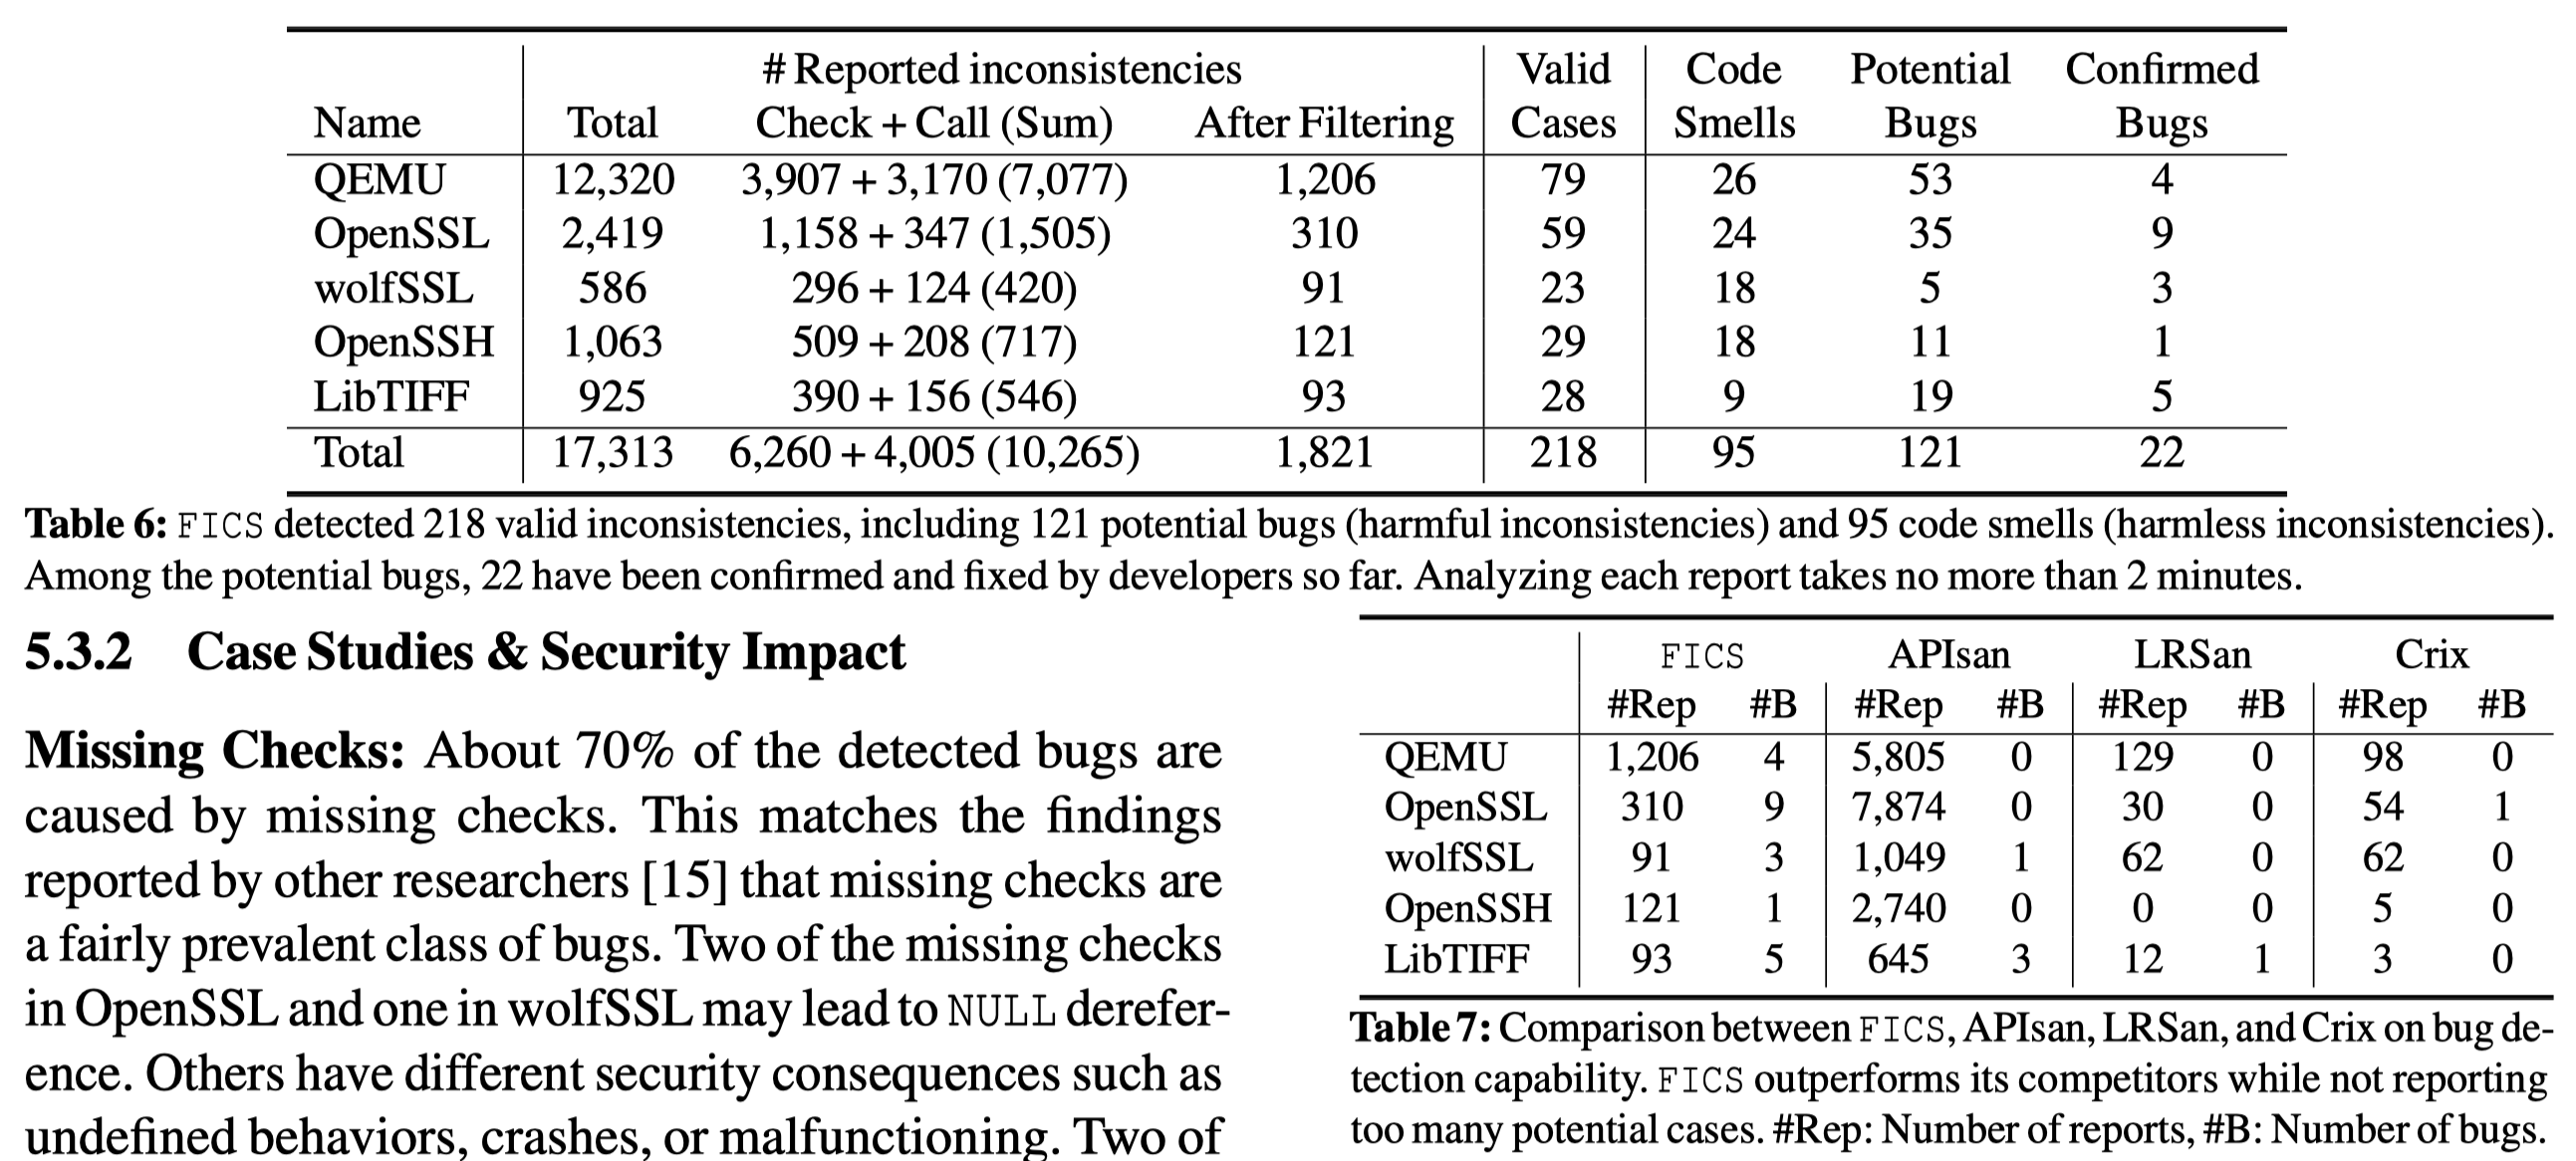 # Reported inconsistencies Valid Code Potential Confirmed
Name Total Check + Call (Sum) After Filtering Cases Smells Bugs Bugs
QEMU 12,320 3,907 + 3,170 (7,077) 1,206 79 26 53 4
OpenSSL 2,419 1,158 + 347 (1,505) 310 59 24 35 9
wolfSSL 586 296 + 124 (420) 91 23 18 5 3
OpenSSH 1,063 509 + 208 (717) 121 29 18 11 1
LibTIFF 925 390 + 156 (546) 93 28 9 19 5
Total 17,313 6,260 + 4,005 (10,265) 1,821 218 95 121 22
Table 6: FICS detected 218 valid inconsistencies, including 121 potential bugs (harmful inconsistencies) and 95 code smells (harmless inconsistencies).
Among the potential bugs, 22 have been confirmed and fixed by developers so far. Analyzing each report takes no more than 2 minutes.
5.3.2 Case Studies & Security Impact
Missing Checks: About 70% of the detected bugs are
caused by missing checks. This matches the findings
reported by other researchers [15] that missing checks are
a fairly prevalent class of bugs. Two of the missing checks
in OpenSSL and one in wolfSSL may lead to NULL derefer-
ence. Others have different security consequences such as
undefined behaviors, crashes, or malfunctioning. Two of
FICS APIsan LRSan Crix
#Rep #B #Rep #B #Rep #B #Rep #B
QEMU 1,206 4 5,805 0 129 0 98 0
OpenSSL 310 9 7,874 0 30 0 54 1
wolfSSL 91 3 1,049 1 62 0 62 0
OpenSSH 121 1 2,740 0 0 0 5 0
LibTIFF 93 5 645 3 12 1 3 0
Table 7: Comparison between FICS, APIsan, LRSan, and Crix on bug de-
tection capability. FICS outperforms its competitors while not reporting
too many potential cases. #Rep: Number of reports, #B: Number of bugs.